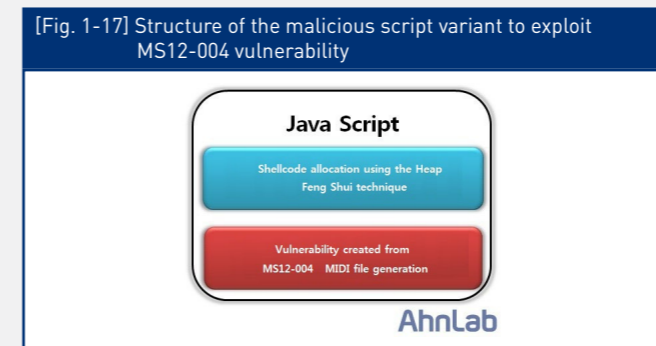 [Fig. 1-17] Structure of the malicious script variant to exploit
MS12-004 vulnerability
Java Script
Shellcode allocation using the Heap
Feng Shui technique
Vulnerability created from
MS12-004 MIDI file generation
AhnLab